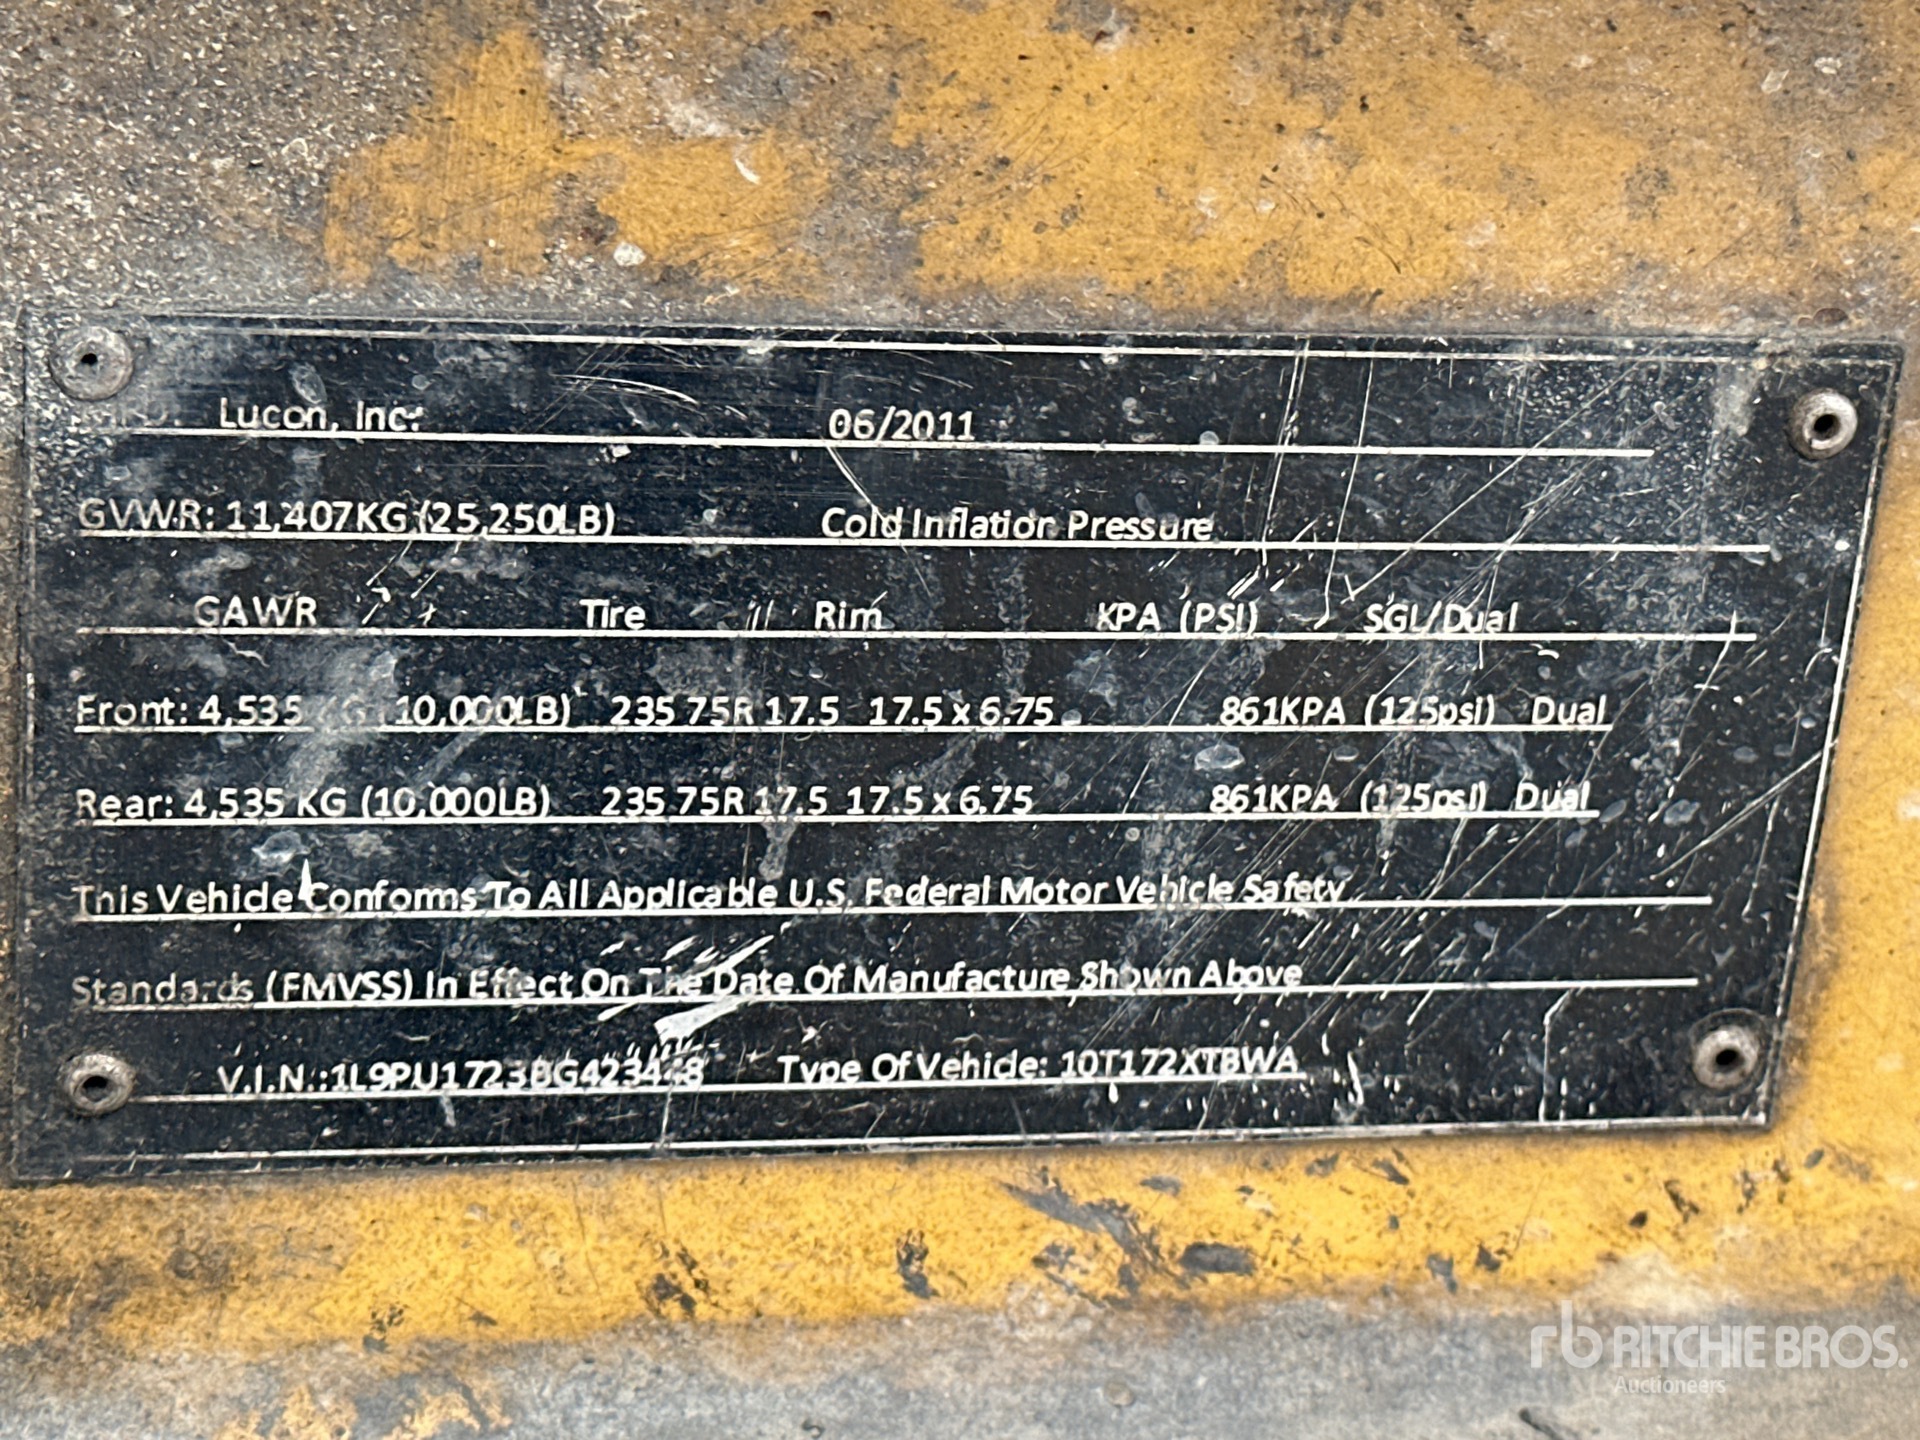 Lucon, Inc. 06/2011
GVWR: 11,407KG (25,250LB) Cold Inflation Pressure
GAWR Tire Rim KPA (PSI) SGL/Dual
Front: 4,535 KG (10,000LB) 235 75R 17.5 17.5 x 6.75 861KPA (125psi) Dual
Rear: 4,535 KG (10,000LB) 235 75R 17.5 17.5 x 6.75 861KPA (125psi) Dual
This Vehicle Conforms To All Applicable U.S. Federal Motor Vehicle Safety
Standards (FMVSS) In Effect On The Date Of Manufacture Shown Above
V.I.N.: Type Of Vehicle: 10T172XTBWA
rb RITCHIE BROS.
Auctioneers